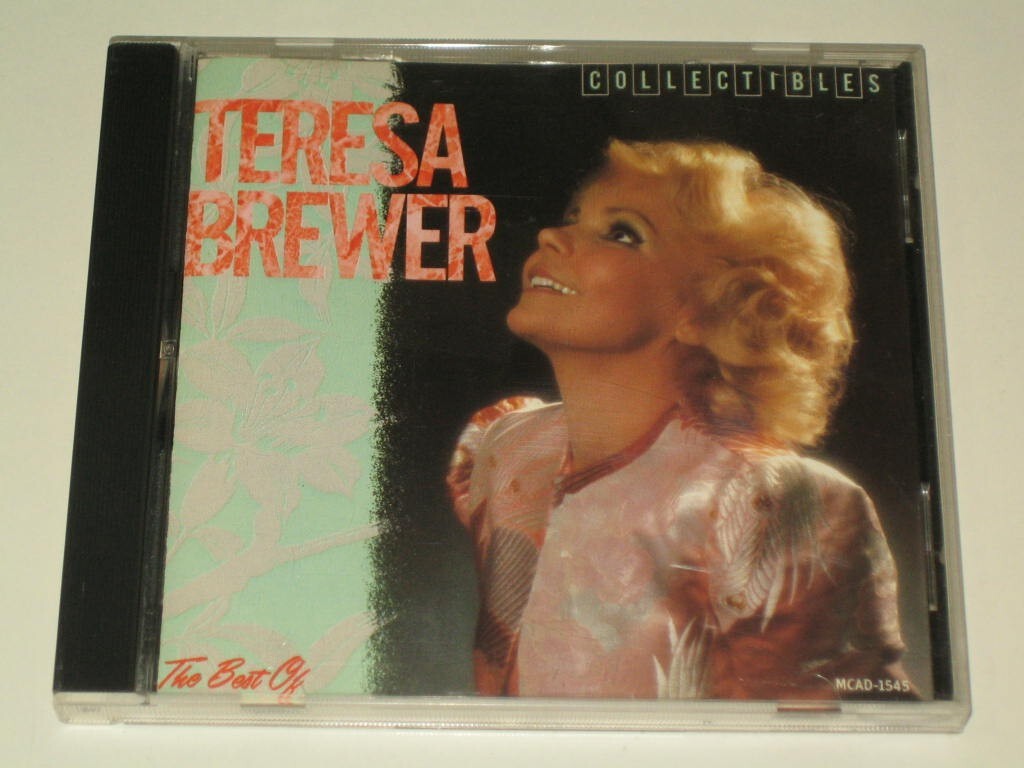 COLLECTIBLES
TERESA
BREWER
The Best Of
MCAD-1545